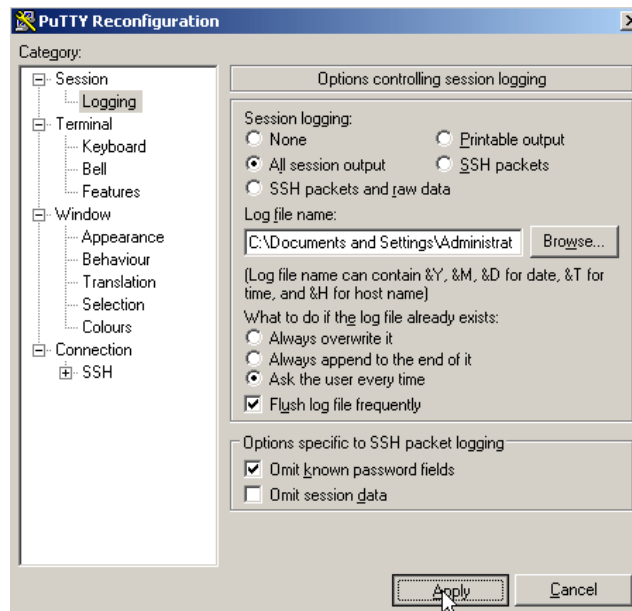 PuTTY Reconfiguration
Category:
Session
Logging
Terminal
Keyboard
Bell
Features
Window
Appearance
Behaviour
Translation
Selection
Colours
Connection
SSH
Options controlling session logging
Session logging:
None
Printable output
All session output
SSH packets
SSH packets and raw data
Log file name:
C:\Documents and Settings\Administrat
Browse...
(Log file name can contain &Y, &M, &D for date, &T for
time, and &H for host name)
What to do if the log file already exists:
Always overwrite it
Always append to the end of it
Ask the user every time
Flush log file frequently
Options specific to SSH packet logging
Omit known password fields
Omit session data
Apply
Cancel